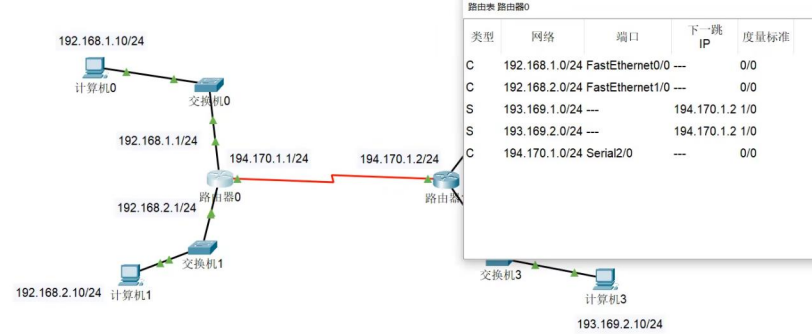 路由表 路由器0
类型 网络 端口 下一跳 IP 度量标准
C 192.168.1.0/24 FastEthernet0/0 --- 0/0
C 192.168.2.0/24 FastEthernet1/0 --- 0/0
S 193.169.1.0/24 --- 194.170.1.2 1/0
S 193.169.2.0/24 --- 194.170.1.2 1/0
C 194.170.1.0/24 Serial2/0 --- 0/0
192.168.1.10/24
计算机0
交换机0
192.168.1.1/24
194.170.1.1/24
194.170.1.2/24
路由器0
路由器
192.168.2.1/24
交换机1
192.168.2.10/24
计算机1
交换机3
计算机3
193.169.2.10/24